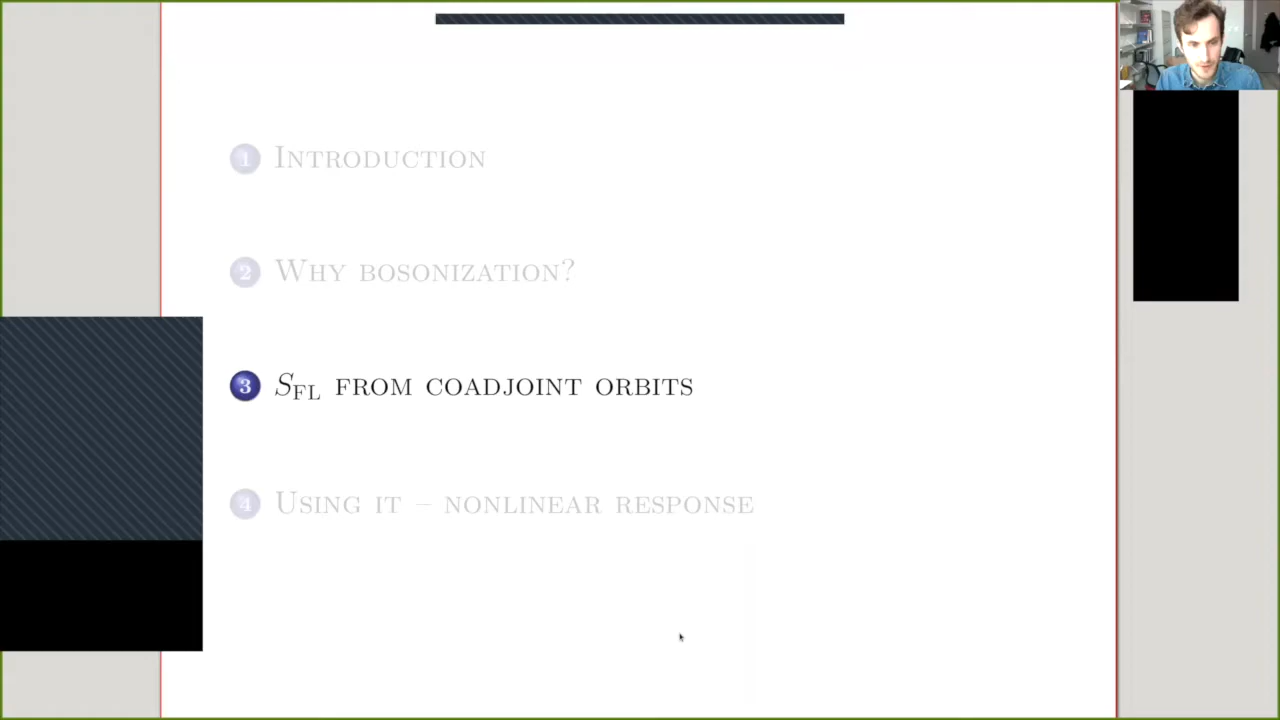 1 Introduction
2 Why bosonization?
3 S_FL from coadjoint orbits
4 Using it – nonlinear response